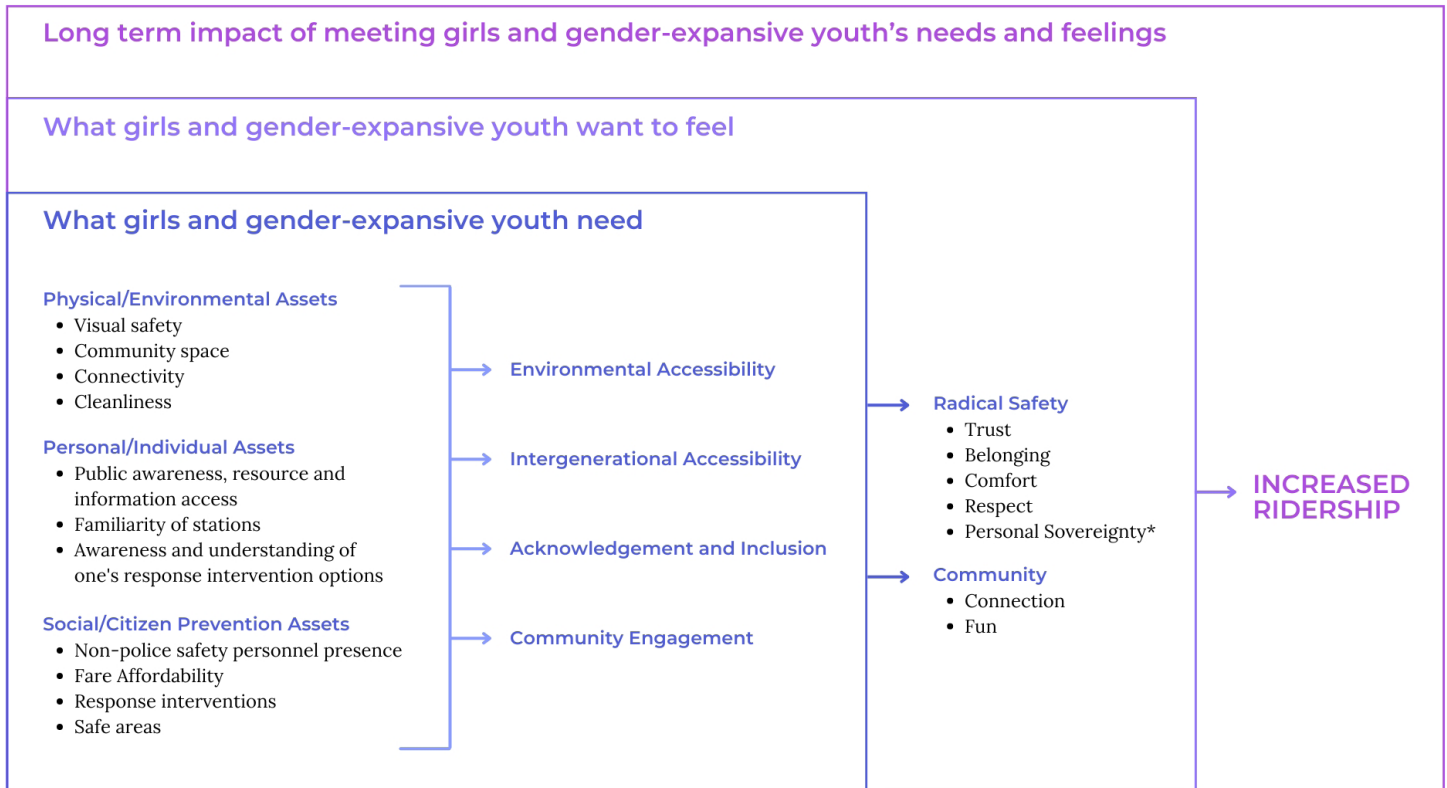 Long term impact of meeting girls and gender-expansive youth’s needs and feelings
What girls and gender-expansive youth want to feel
What girls and gender-expansive youth need
Physical/Environmental Assets
• Visual safety
• Community space
• Connectivity
• Cleanliness
Personal/Individual Assets
• Public awareness, resource and
information access
• Familiarity of stations
• Awareness and understanding of
one's response intervention options
Social/Citizen Prevention Assets
• Non-police safety personnel presence
• Fare Affordability
• Response interventions
• Safe areas
Environmental Accessibility
Intergenerational Accessibility
Acknowledgement and Inclusion
Community Engagement
Radical Safety
• Trust
• Belonging
• Comfort
• Respect
• Personal Sovereignty*
Community
• Connection
• Fun
INCREASED
RIDERSHIP